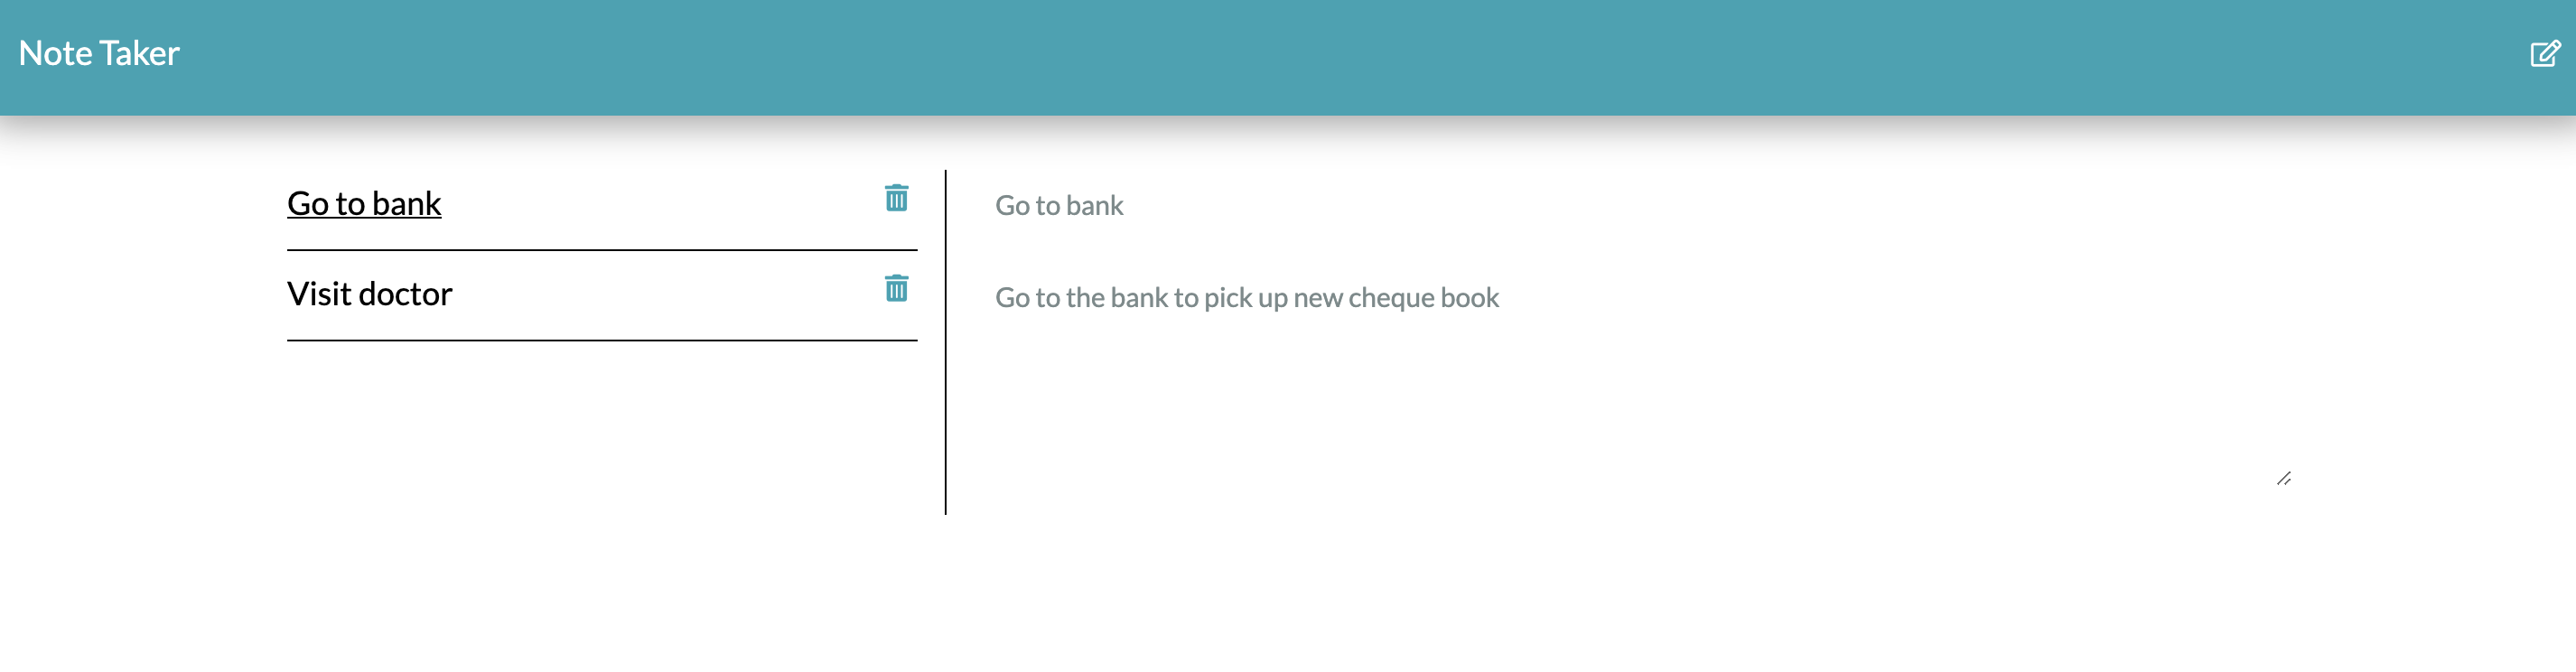 Note Taker
Go to bank
Visit doctor
Go to bank
Go to the bank to pick up new cheque book